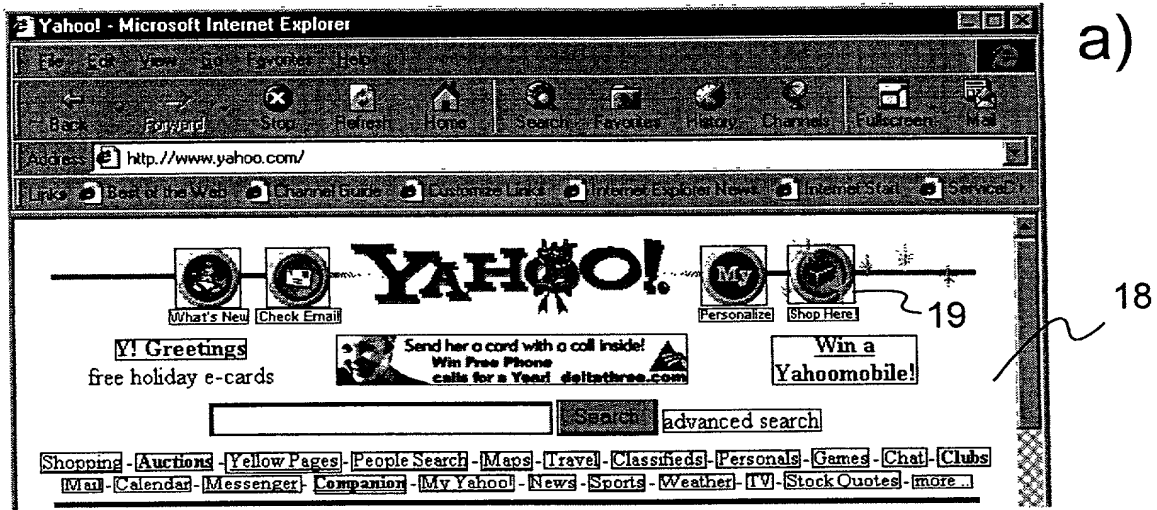 Yahoo! - Microsoft Internet Explorer
a)
File Edit View Go Favorites Help
Back Forward Stop Refresh Home Search Favorites History Channels Fullscreen Mail
Address http://www.yahoo.com/
Links Best of the Web Channel Guide Customize Links Internet Explorer News Internet Start Service
YAHOO!
My
What's New Check Email Personalize Shop Here!
19
18
Y! Greetings
free holiday e-cards
Send her a card with a call inside!
Win Free Phone
calls for a Year! deltathree.com
Win a
Yahoomobile!
Search advanced search
Shopping - Auctions - Yellow Pages - People Search - Maps - Travel - Classifieds - Personals - Games - Chat - Clubs
Mail - Calendar - Messenger - Companion - My Yahoo! - News - Sports - Weather - TV - Stock Quotes - more...